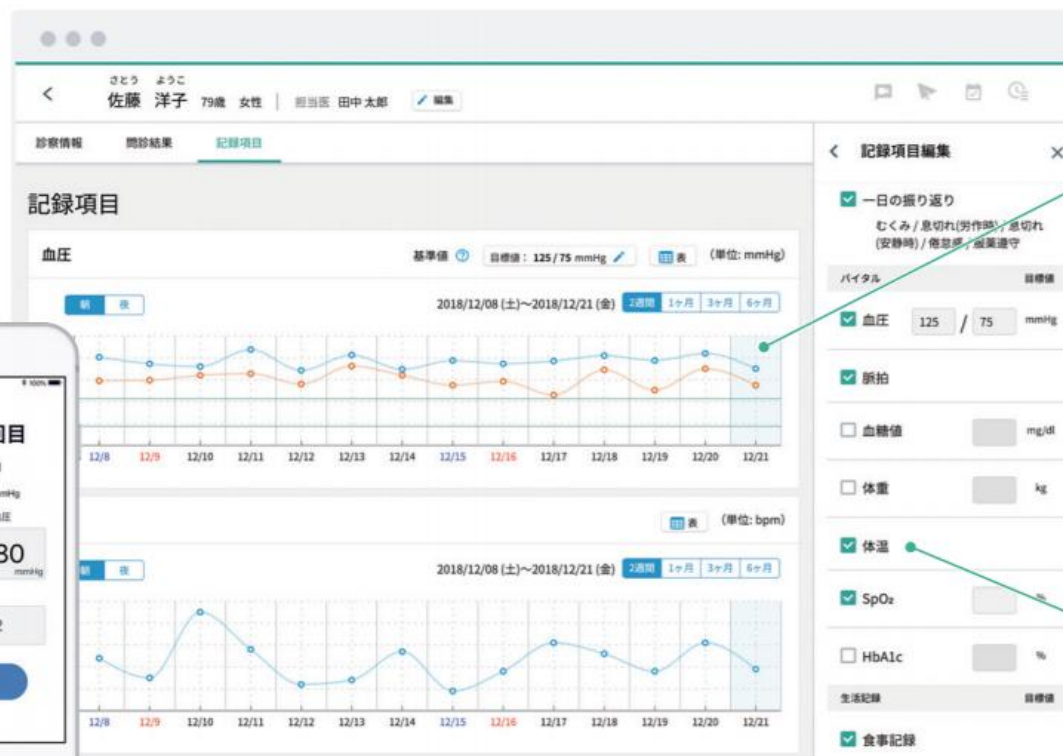 さとう ようこ
佐藤 洋子 79歳 女性 | 担当医 田中 太郎 編集
診察情報 問診結果 記録項目
記録項目
血圧 基準値 ? 目標値：125 / 75 mmHg 表 (単位: mmHg)
朝 夜 2018/12/08 (土)～2018/12/21 (金) 2週間 1ヶ月 3ヶ月 6ヶ月
12/8 12/9 12/10 12/11 12/12 12/13 12/14 12/15 12/16 12/17 12/18 12/19 12/20 12/21
表 (単位: bpm)
朝 夜 2018/12/08 (土)～2018/12/21 (金) 2週間 1ヶ月 3ヶ月 6ヶ月
12/8 12/9 12/10 12/11 12/12 12/13 12/14 12/15 12/16 12/17 12/18 12/19 12/20 12/21
100%
mmHg
mmHg
記録項目編集
一日の振り返り
むくみ / 息切れ(労作時) / 息切れ
(安静時) / 倦怠感 / 服薬遵守
バイタル 目標値
血圧 125 / 75 mmHg
脈拍
血糖値 mg/dl
体重 kg
体温
SpO₂ %
HbA1c %
生活記録 目標値
食事記録